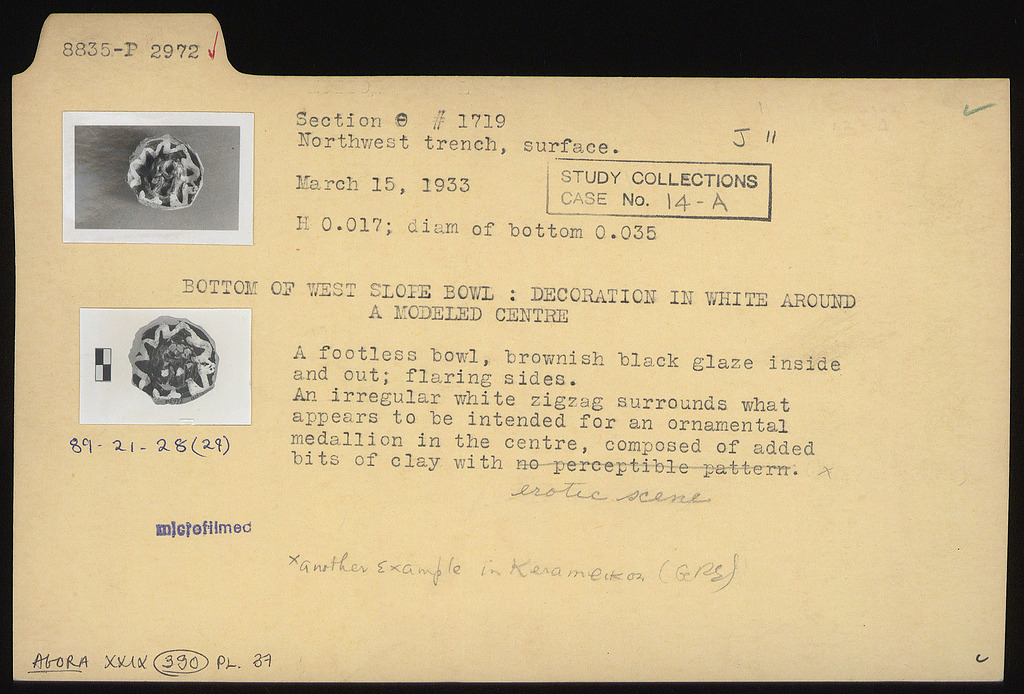 8835-P 2972 ✓
Section Θ # 1719
Northwest trench, surface.
J 11
March 15, 1933
STUDY COLLECTIONS
CASE No. 14-A
H 0.017; diam of bottom 0.035
BOTTOM OF WEST SLOPE BOWL : DECORATION IN WHITE AROUND
A MODELED CENTRE
A footless bowl, brownish black glaze inside
and out; flaring sides.
An irregular white zigzag surrounds what
appears to be intended for an ornamental
medallion in the centre, composed of added
bits of clay with no perceptible pattern. x
erotic scene
89-21-28(29)
microfilmed
x another Example in Kerameikos
AGORA XXIX 390 PL. 37